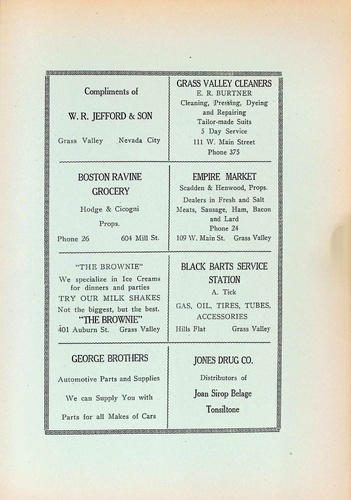 Compliments of
W. R. JEFFORD & SON
Grass Valley Nevada City
GRASS VALLEY CLEANERS
E. R. BURTNER
Cleaning, Pressing, Dyeing
and Repairing
Tailor-made Suits
5 Day Service
111 W. Main Street
Phone 375
BOSTON RAVINE
GROCERY
Hodge & Cicogni
Props.
Phone 26 604 Mill St.
EMPIRE MARKET
Scadden & Henwood, Props.
Dealers in Fresh and Salt
Meats, Sausage, Ham, Bacon
and Lard
Phone 24
109 W. Main St. Grass Valley
"THE BROWNIE"
We specialize in Ice Creams
for dinners and parties
TRY OUR MILK SHAKES
Not the biggest, but the best.
"THE BROWNIE"
401 Auburn St. Grass Valley
BLACK BARTS SERVICE
STATION
A. Tick
GAS, OIL, TIRES, TUBES,
ACCESSORIES
Hills Flat Grass Valley
GEORGE BROTHERS
Automotive Parts and Supplies
We can Supply You with
Parts for all Makes of Cars
JONES DRUG CO.
Distributors of
Joan Sirop Belage
Tonsiltone